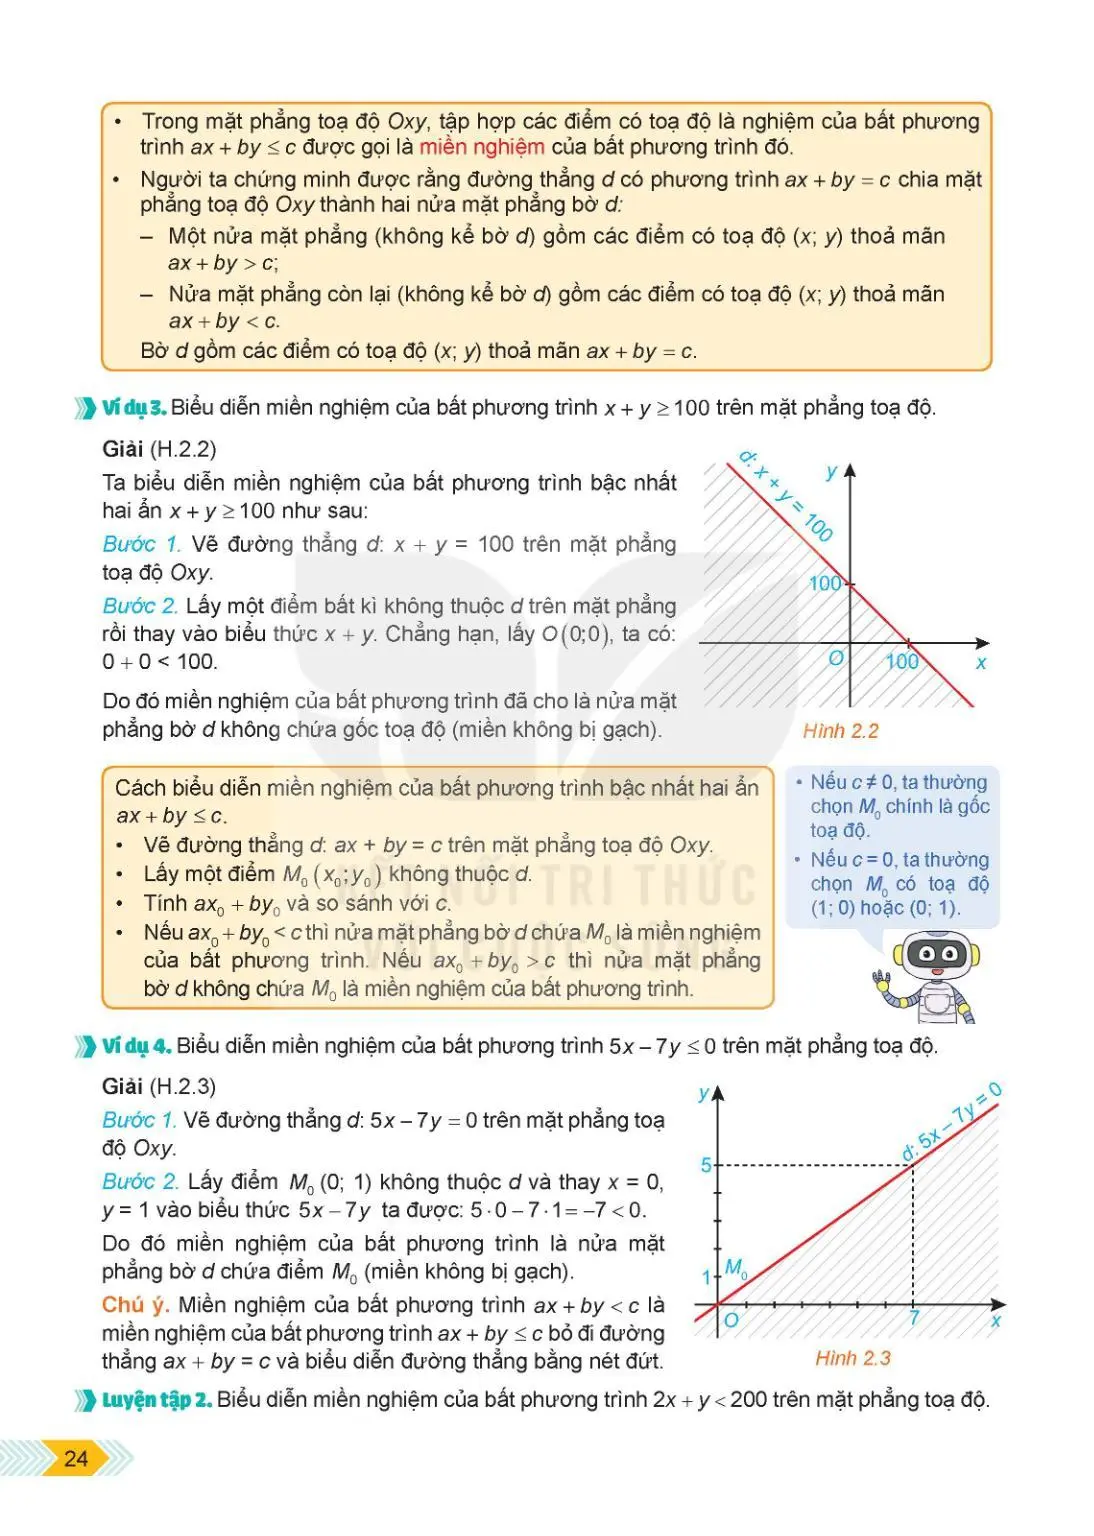 • Trong mặt phẳng toạ độ Oxy, tập hợp các điểm có toạ độ là nghiệm của bất phương
trình ax + by ≤ c được gọi là miền nghiệm của bất phương trình đó.
• Người ta chứng minh được rằng đường thẳng d có phương trình ax + by = c chia mặt
phẳng toạ độ Oxy thành hai nửa mặt phẳng bờ d:
– Một nửa mặt phẳng (không kể bờ d) gồm các điểm có toạ độ (x; y) thoả mãn
ax + by > c;
– Nửa mặt phẳng còn lại (không kể bờ d) gồm các điểm có toạ độ (x; y) thoả mãn
ax + by < c.
Bờ d gồm các điểm có toạ độ (x; y) thoả mãn ax + by = c.
Ví dụ 3. Biểu diễn miền nghiệm của bất phương trình x + y ≥ 100 trên mặt phẳng toạ độ.
Giải (H.2.2)
Ta biểu diễn miền nghiệm của bất phương trình bậc nhất
hai ẩn x + y ≥ 100 như sau:
Bước 1. Vẽ đường thẳng d: x + y = 100 trên mặt phẳng
toạ độ Oxy.
Bước 2. Lấy một điểm bất kì không thuộc d trên mặt phẳng
rồi thay vào biểu thức x + y. Chẳng hạn, lấy O(0;0), ta có:
0 + 0 < 100.
Do đó miền nghiệm của bất phương trình đã cho là nửa mặt
phẳng bờ d không chứa gốc toạ độ (miền không bị gạch).
d: x + y = 100
y
100
O
100
x
Hình 2.2
Cách biểu diễn miền nghiệm của bất phương trình bậc nhất hai ẩn
ax + by ≤ c.
• Vẽ đường thẳng d: ax + by = c trên mặt phẳng toạ độ Oxy.
• Lấy một điểm M₀(x₀;y₀) không thuộc d.
• Tính ax₀ + by₀ và so sánh với c.
• Nếu ax₀ + by₀ < c thì nửa mặt phẳng bờ d chứa M₀ là miền nghiệm
của bất phương trình. Nếu ax₀ + by₀ > c thì nửa mặt phẳng
bờ d không chứa M₀ là miền nghiệm của bất phương trình.
• Nếu c ≠ 0, ta thường
chọn M₀ chính là gốc
toạ độ.
• Nếu c = 0, ta thường
chọn M₀ có toạ độ
(1; 0) hoặc (0; 1).
KẾT NỐI TRI THỨC
VỚI CUỘC SỐNG
Ví dụ 4. Biểu diễn miền nghiệm của bất phương trình 5x – 7y ≤ 0 trên mặt phẳng toạ độ.
Giải (H.2.3)
Bước 1. Vẽ đường thẳng d: 5x – 7y = 0 trên mặt phẳng toạ
độ Oxy.
Bước 2. Lấy điểm M₀ (0; 1) không thuộc d và thay x = 0,
y = 1 vào biểu thức 5x – 7y ta được: 5·0 – 7·1 = –7 < 0.
Do đó miền nghiệm của bất phương trình là nửa mặt
phẳng bờ d chứa điểm M₀ (miền không bị gạch).
Chú ý. Miền nghiệm của bất phương trình ax + by < c là
miền nghiệm của bất phương trình ax + by ≤ c bỏ đi đường
thẳng ax + by = c và biểu diễn đường thẳng bằng nét đứt.
y
d: 5x – 7y = 0
5
1
M₀
O
7
x
Hình 2.3
Luyện tập 2. Biểu diễn miền nghiệm của bất phương trình 2x + y < 200 trên mặt phẳng toạ độ.
24